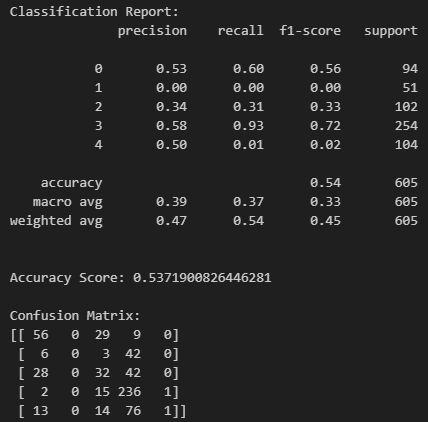 Classification Report:
precision recall f1-score support
0 0.53 0.60 0.56 94
1 0.00 0.00 0.00 51
2 0.34 0.31 0.33 102
3 0.58 0.93 0.72 254
4 0.50 0.01 0.02 104
accuracy 0.54 605
macro avg 0.39 0.37 0.33 605
weighted avg 0.47 0.54 0.45 605
Accuracy Score: 0.5371900826446281
Confusion Matrix:
[[ 56 0 29 9 0]
[ 6 0 3 42 0]
[ 28 0 32 42 0]
[ 2 0 15 236 1]
[ 13 0 14 76 1]]